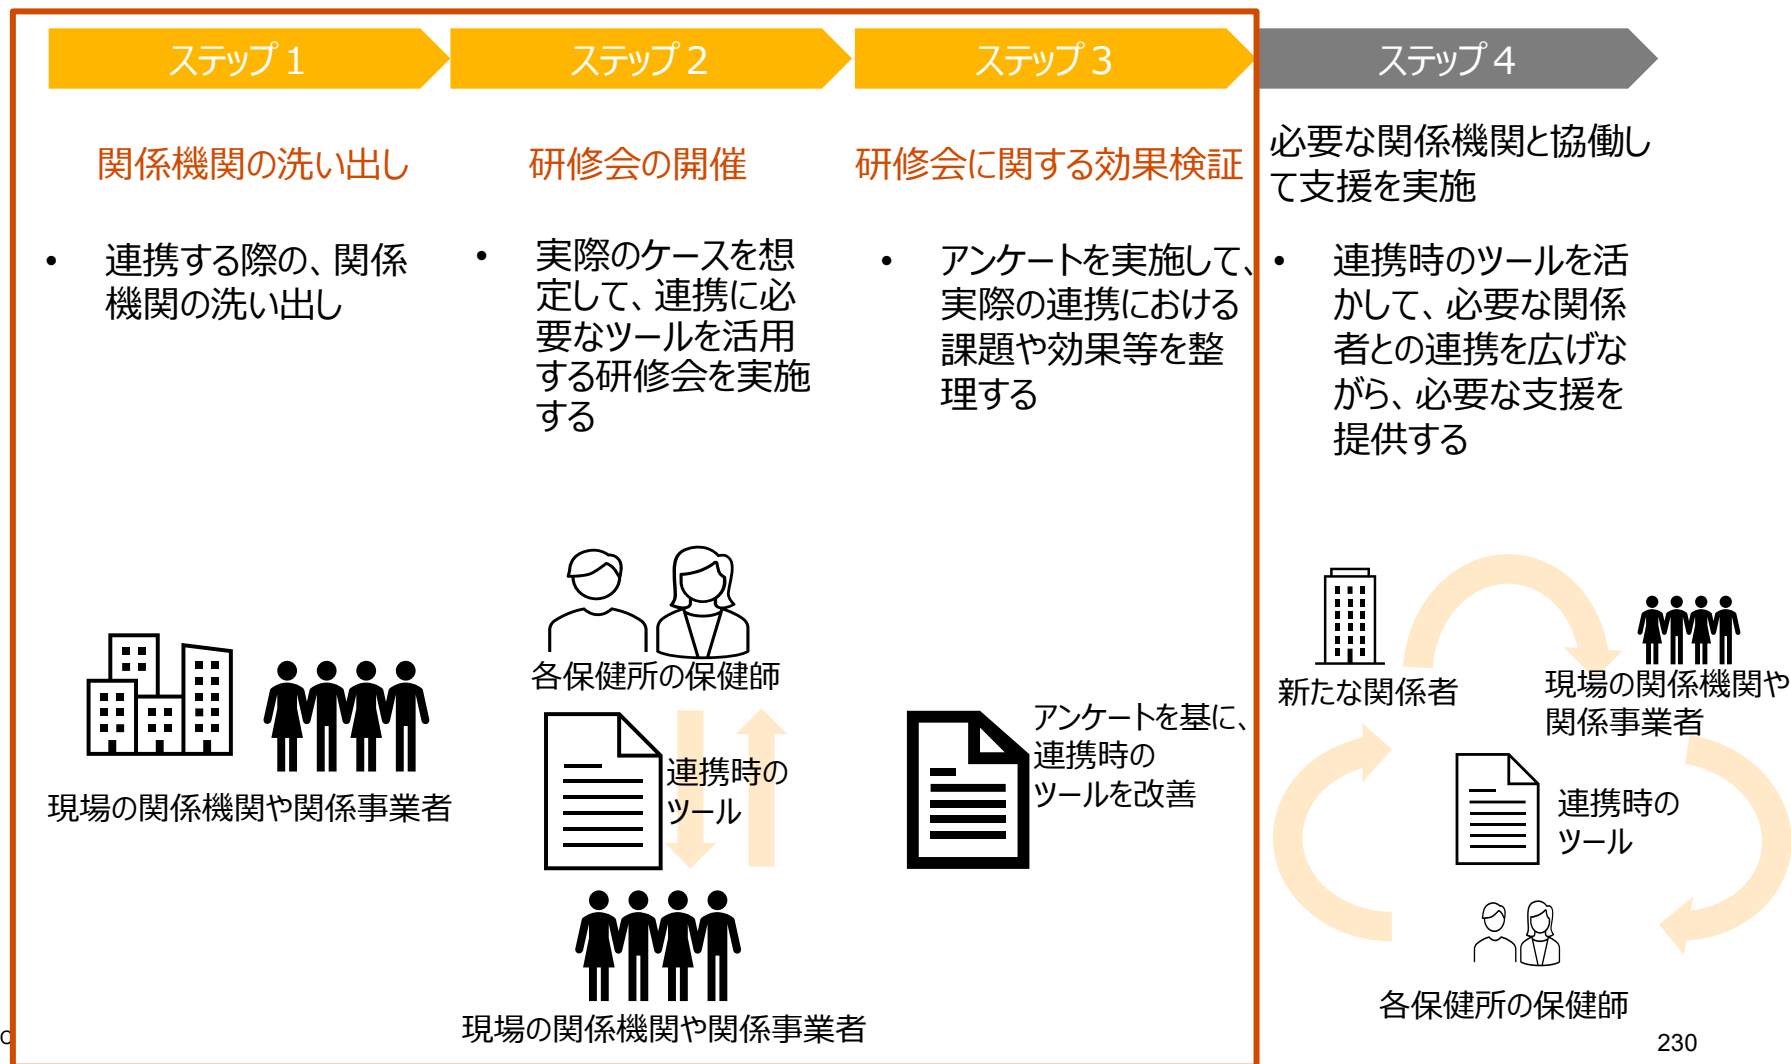 ステップ１
関係機関の洗い出し
• 連携する際の、関係
機関の洗い出し
現場の関係機関や関係事業者
ステップ２
研修会の開催
• 実際のケースを想
定して、連携に必
要なツールを活用
する研修会を実施
する
各保健所の保健師
連携時の
ツール
現場の関係機関や関係事業者
ステップ３
研修会に関する効果検証
• アンケートを実施して、
実際の連携における
課題や効果等を整
理する
アンケートを基に、
連携時の
ツールを改善
ステップ４
必要な関係機関と協働し
て支援を実施
• 連携時のツールを活
かして、必要な関係
者との連携を広げな
がら、必要な支援を
提供する
新たな関係者
現場の関係機関や
関係事業者
連携時の
ツール
各保健所の保健師
230